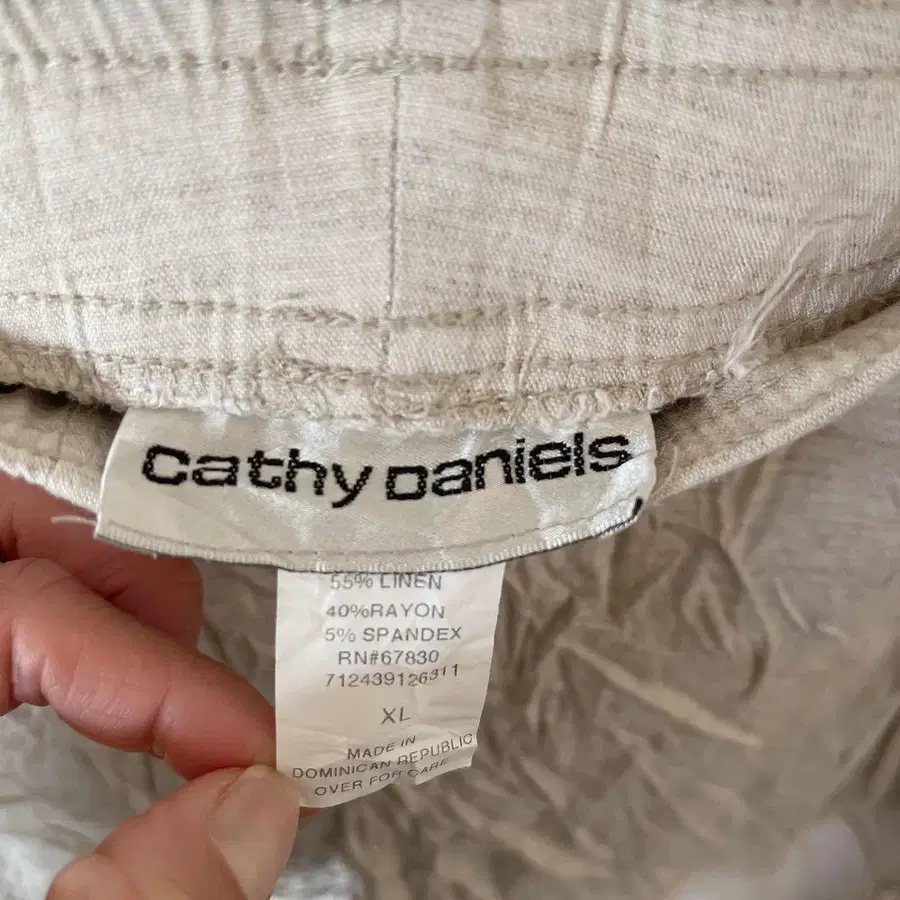 cathy Daniels
55% LINEN
40%RAYON
5% SPANDEX
RN#67830
712439126311
XL
MADE IN
DOMINICAN REPUBLIC
OVER FOR CARE